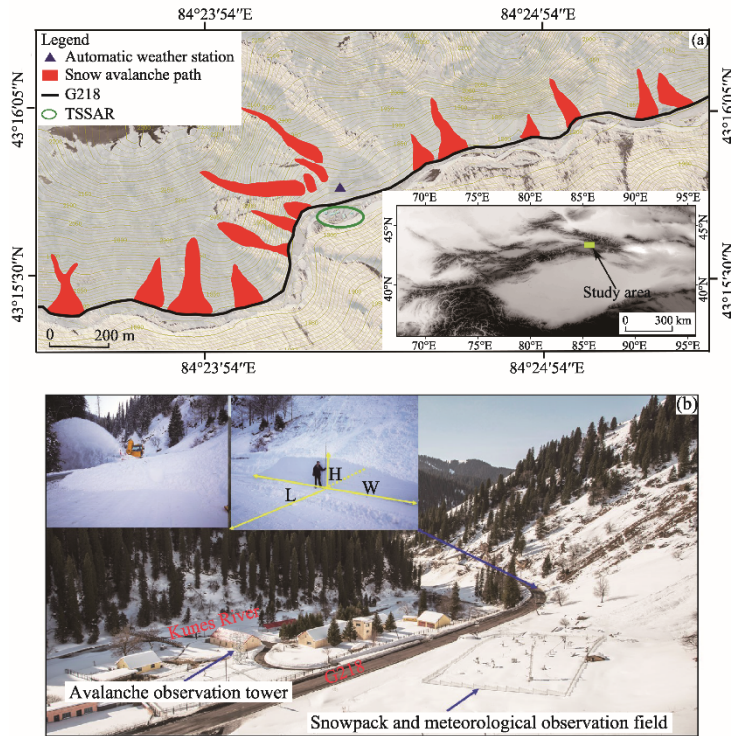 84°23′54″
84°24′54″
(a)
Legend
Automatic weather station
Snow avalanche path
G218
TSSAR
43°16′05″N
43°16′05″N
43°15′30″N
43°15′30″N
70°E
75°E
80°E
85°E
90°E
95°E
45°N
45°N
40°N
40°N
Study area
0
300 km
70°E
75°E
80°E
85°E
90°E
95°E
0
200 m
84°23′54″
84°24′54″
(b)
H
L
W
Kunes River
G218
Avalanche observation tower
Snowpack and meteorological observation field